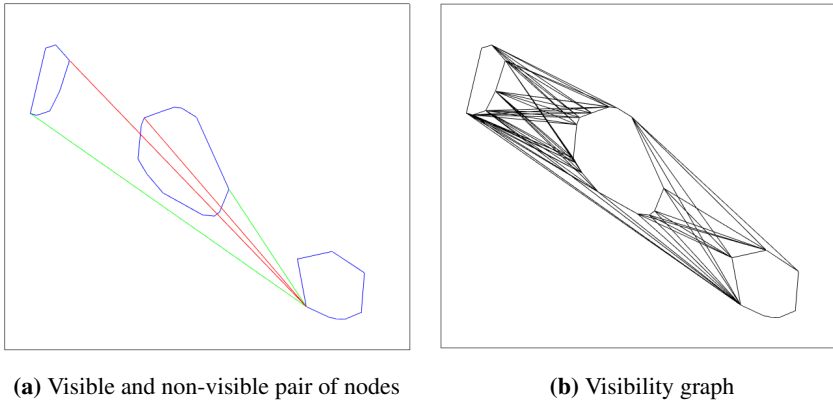 (a) Visible and non-visible pair of nodes
(b) Visibility graph